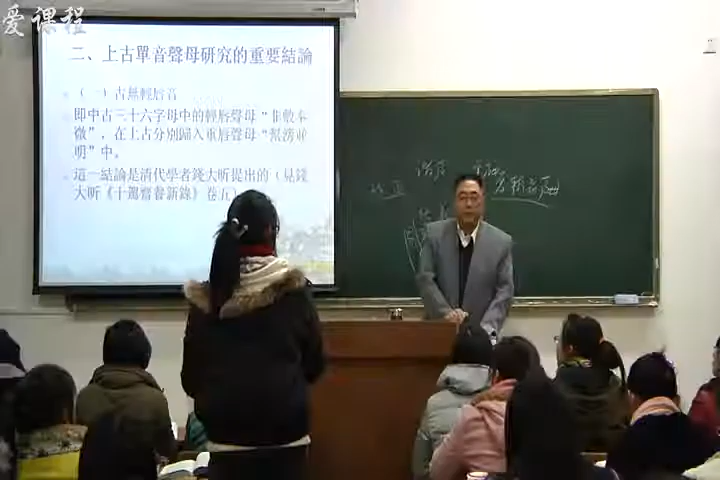 爱课程
二、上古單音聲母研究的重要結論
（一）古無輕唇音
即中古三十六字母中的輕唇聲母“非敷奉
微”，在上古分別歸入重唇聲母“幫滂並
明”中。
這一結論是清代學者錢大昕提出的（見錢
大昕《十駕齋養新錄》卷五）